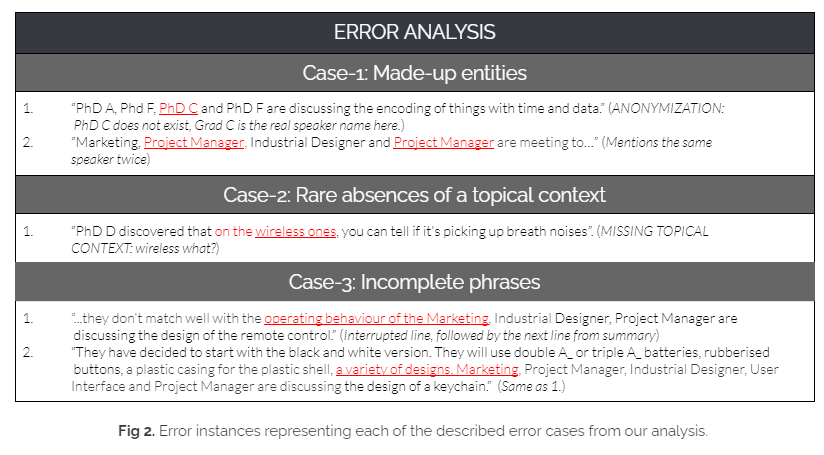 ERROR ANALYSIS
Case-1: Made-up entities
1. “PhD A, Phd F, PhD C and PhD F are discussing the encoding of things with time and data.” (ANONYMIZATION:
PhD C does not exist, Grad C is the real speaker name here.)
2. “Marketing, Project Manager, Industrial Designer and Project Manager are meeting to...” (Mentions the same
speaker twice)
Case-2: Rare absences of a topical context
1. “PhD D discovered that on the wireless ones, you can tell if it’s picking up breath noises”. (MISSING TOPICAL
CONTEXT: wireless what?)
Case-3: Incomplete phrases
1. “...they don’t match well with the operating behaviour of the Marketing, Industrial Designer, Project Manager are
discussing the design of the remote control.” (Interrupted line, followed by the next line from summary)
2. “They have decided to start with the black and white version. They will use double A_ or triple A_ batteries, rubberised
buttons, a plastic casing for the plastic shell, a variety of designs. Marketing, Project Manager, Industrial Designer, User
Interface and Project Manager are discussing the design of a keychain.” (Same as 1.)
Fig 2. Error instances representing each of the described error cases from our analysis.